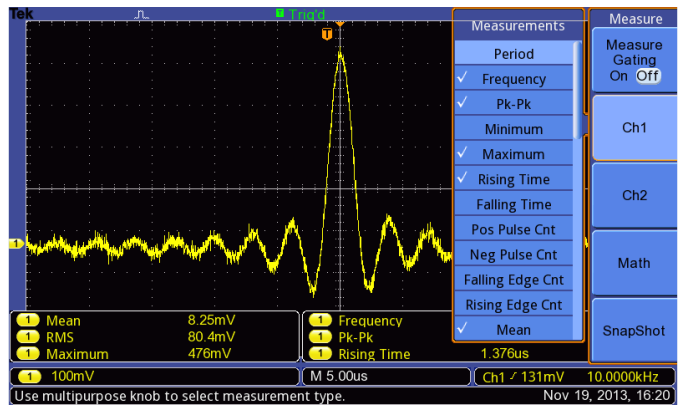 Tek
T Trig'd
T
Measurements
Period
✓ Frequency
✓ Pk-Pk
Minimum
✓ Maximum
✓ Rising Time
Falling Time
Pos Pulse Cnt
Neg Pulse Cnt
Falling Edge Cnt
Rising Edge Cnt
✓ Mean
Measure
Measure
Gating
On Off
Ch1
Ch2
Math
SnapShot
1
1 Mean 8.25mV
1 RMS 80.4mV
1 Maximum 476mV
1 Frequency
1 Pk-Pk
1 Rising Time 1.376us
1 100mV
M 5.00us
Ch1 / 131mV 10.0000kHz
Use multipurpose knob to select measurement type.
Nov 19, 2013, 16:20